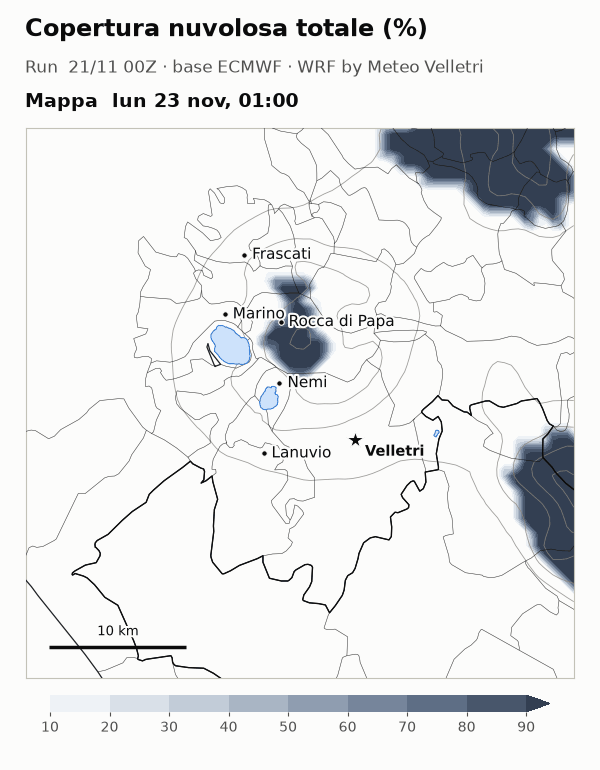 Copertura nuvolosa totale (%)
Run  21/11 00Z · base ECMWF · WRF by Meteo Velletri
Mappa  lun 23 nov, 01:00
Frascati
Marino
Rocca di Papa
Nemi
Velletri
Lanuvio
10 km
10 20 30 40 50 60 70 80 90